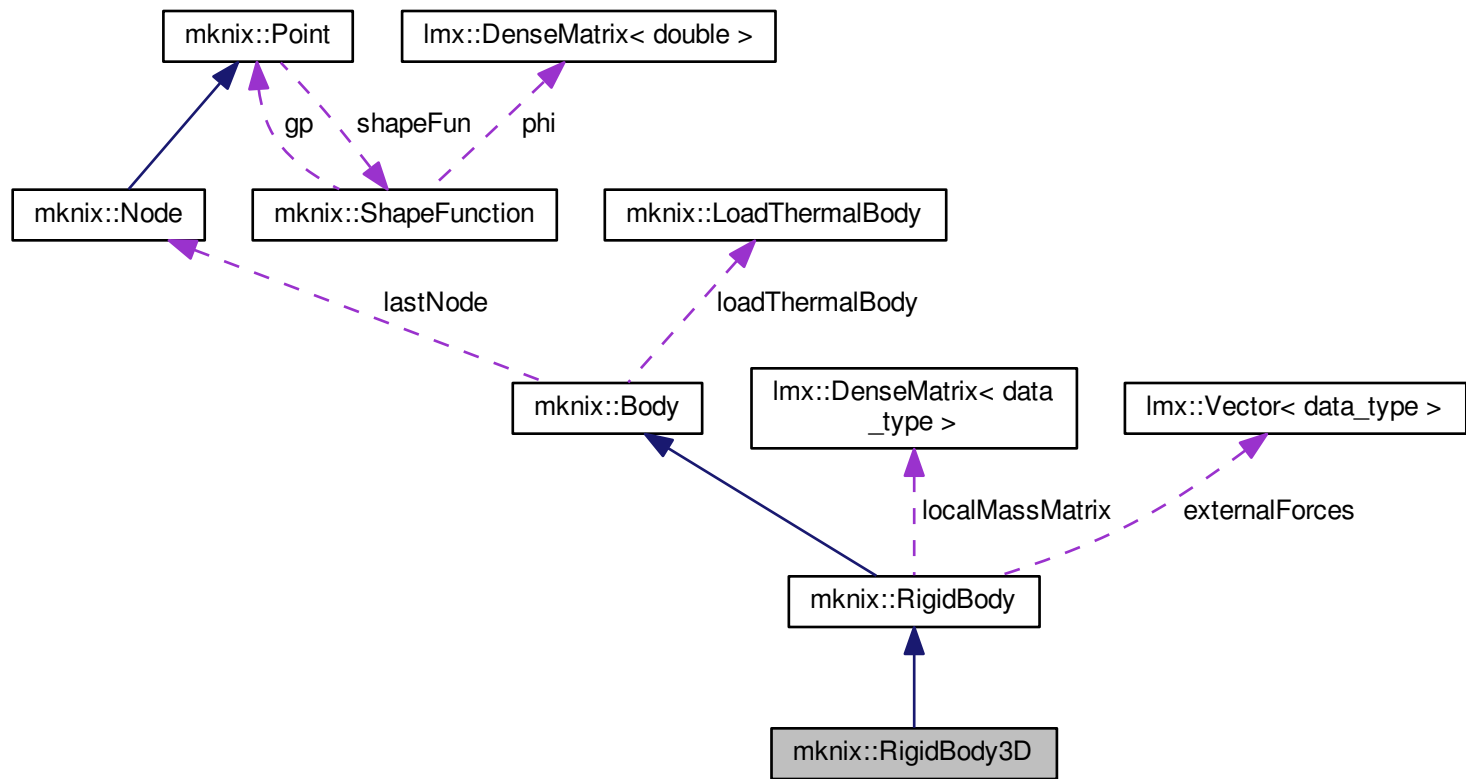 mknix::Point
lmx::DenseMatrix< double >
gp
shapeFun
phi
mknix::Node
mknix::ShapeFunction
mknix::LoadThermalBody
lastNode
loadThermalBody
mknix::Body
lmx::DenseMatrix< data
_type >
lmx::Vector< data_type >
localMassMatrix
externalForces
mknix::RigidBody
mknix::RigidBody3D